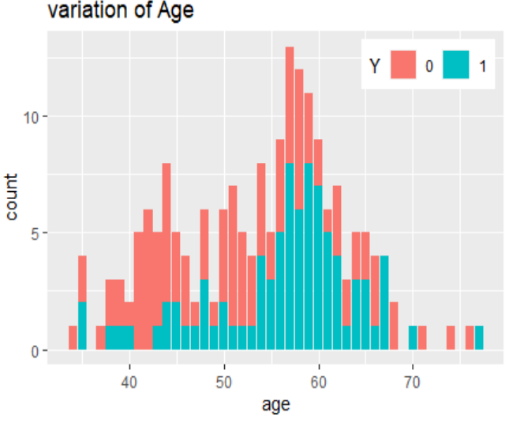 variation of Age
Y 0 1
10
5
0
count
40 50 60 70
age